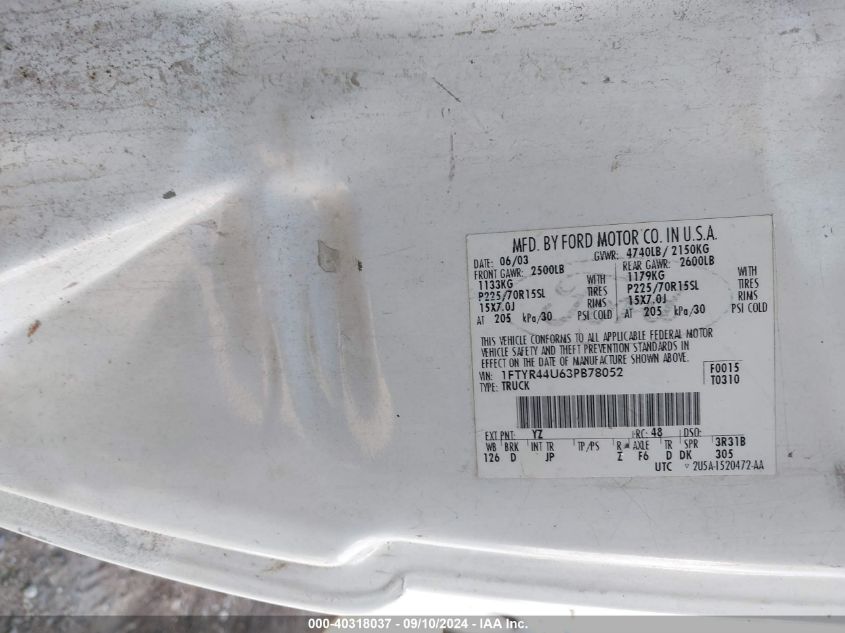 MFD. BY FORD MOTOR CO. IN U.S.A.
DATE: 06/03 GVWR: 4740LB/ 2150KG
FRONT GAWR: 2500LB REAR GAWR: 2600LB
1133KG WITH 1179KG WITH
P225/70R15SL TIRES P225/70R15SL TIRES
15X7.0J RIMS 15X7.0J RIMS
AT 205 kPa/30 PSI COLD AT 205 kPa/30 PSI COLD
THIS VEHICLE CONFORMS TO ALL APPLICABLE FEDERAL MOTOR
VEHICLE SAFETY AND THEFT PREVENTION STANDARDS IN
EFFECT ON THE DATE OF MANUFACTURE SHOWN ABOVE.
VIN: 1FTYR44U63PB78052 F0015
TYPE: TRUCK T0310
EXT PNT: YZ RC: 48 DSO:
WB BRK INT TR TP/PS R AXLE TR SPR 3R31B
126 D JP I F6 D DK 305
UTC 2U5A-1520472-AA
000-40318037 - 09/10/2024 - IAA Inc.